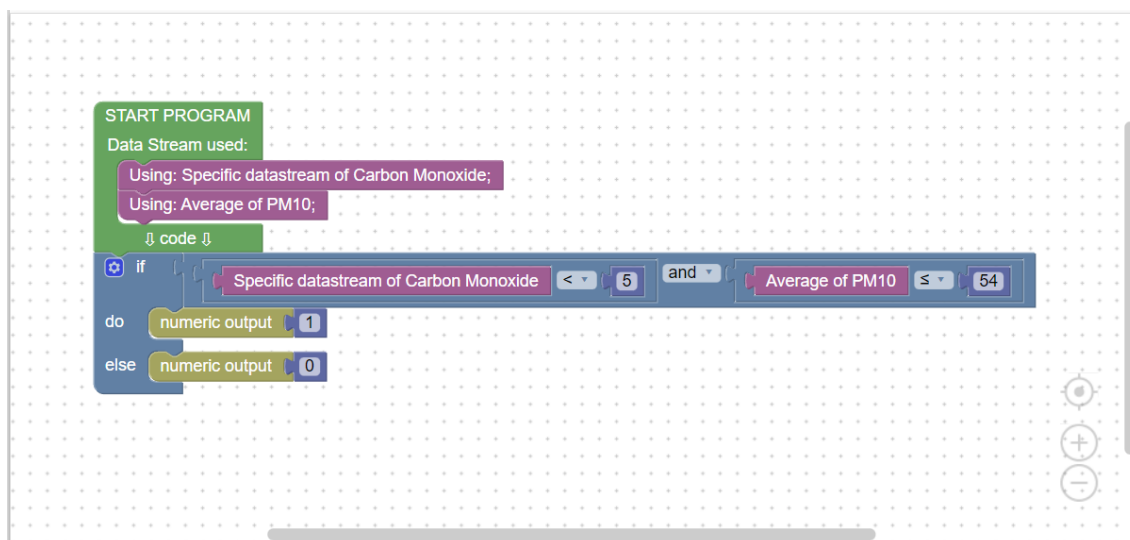 START PROGRAM
Data Stream used:
Using: Specific datastream of Carbon Monoxide;
Using: Average of PM10;
⇩ code ⇩
if Specific datastream of Carbon Monoxide < 5 and Average of PM10 ≤ 54
do numeric output 1
else numeric output 0